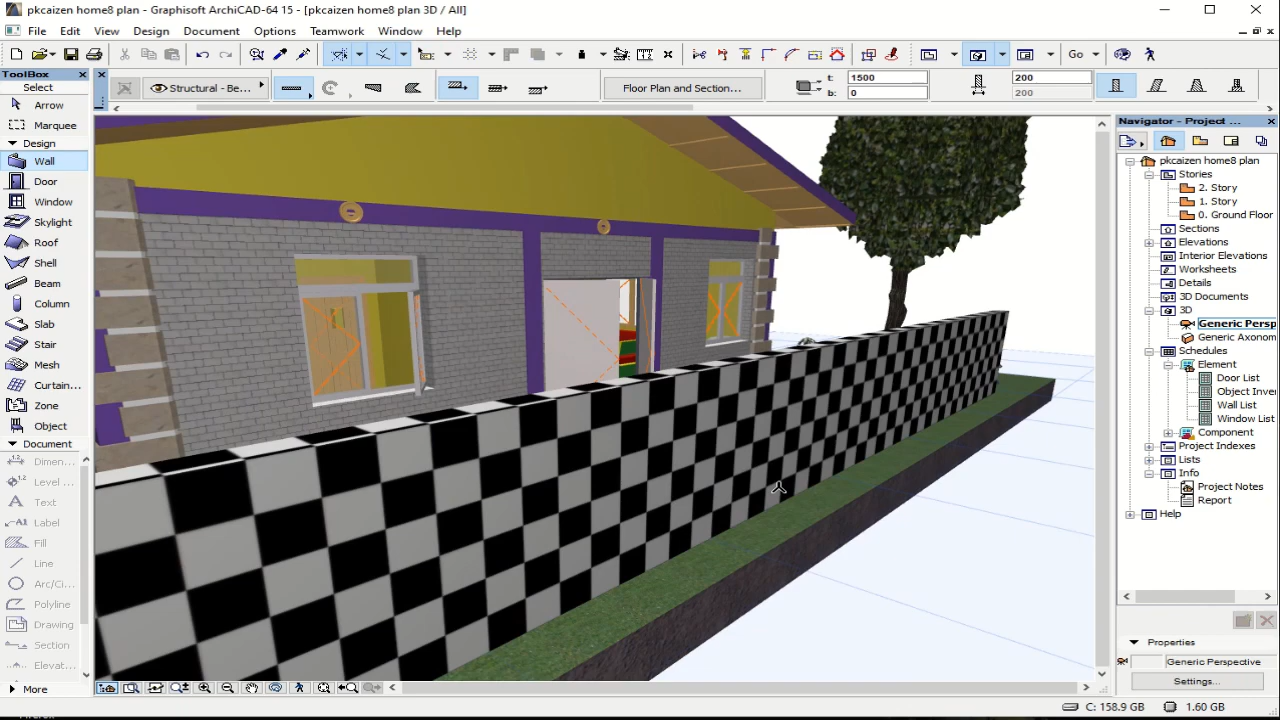 pkcaizen home8 plan - Graphisoft ArchiCAD-64 15 - [pkcaizen home8 plan 3D / All]
File Edit View Design Document Options Teamwork Window Help
Go
ToolBox
Select
Arrow
Marquee
Design
Wall
Door
Window
Skylight
Roof
Shell
Beam
Column
Slab
Stair
Mesh
Curtain...
Zone
Object
Document
Dimen...
Level ...
Text
Label
Fill
Line
Arc/Ci...
Polyline
Drawing
Section
Elevat...
More
Structural - Be...
Floor Plan and Section...
t: 1500
b: 0
200
200
Navigator - Project ...
pkcaizen home8 plan
Stories
2. Story
1. Story
0. Ground Floor
Sections
Elevations
Interior Elevations
Worksheets
Details
3D Documents
3D
Generic Persp
Generic Axonom
Schedules
Element
Door List
Object Inver
Wall List
Window List
Component
Project Indexes
Lists
Info
Project Notes
Report
Help
Properties
Generic Perspective
Settings...
C: 158.9 GB 1.60 GB